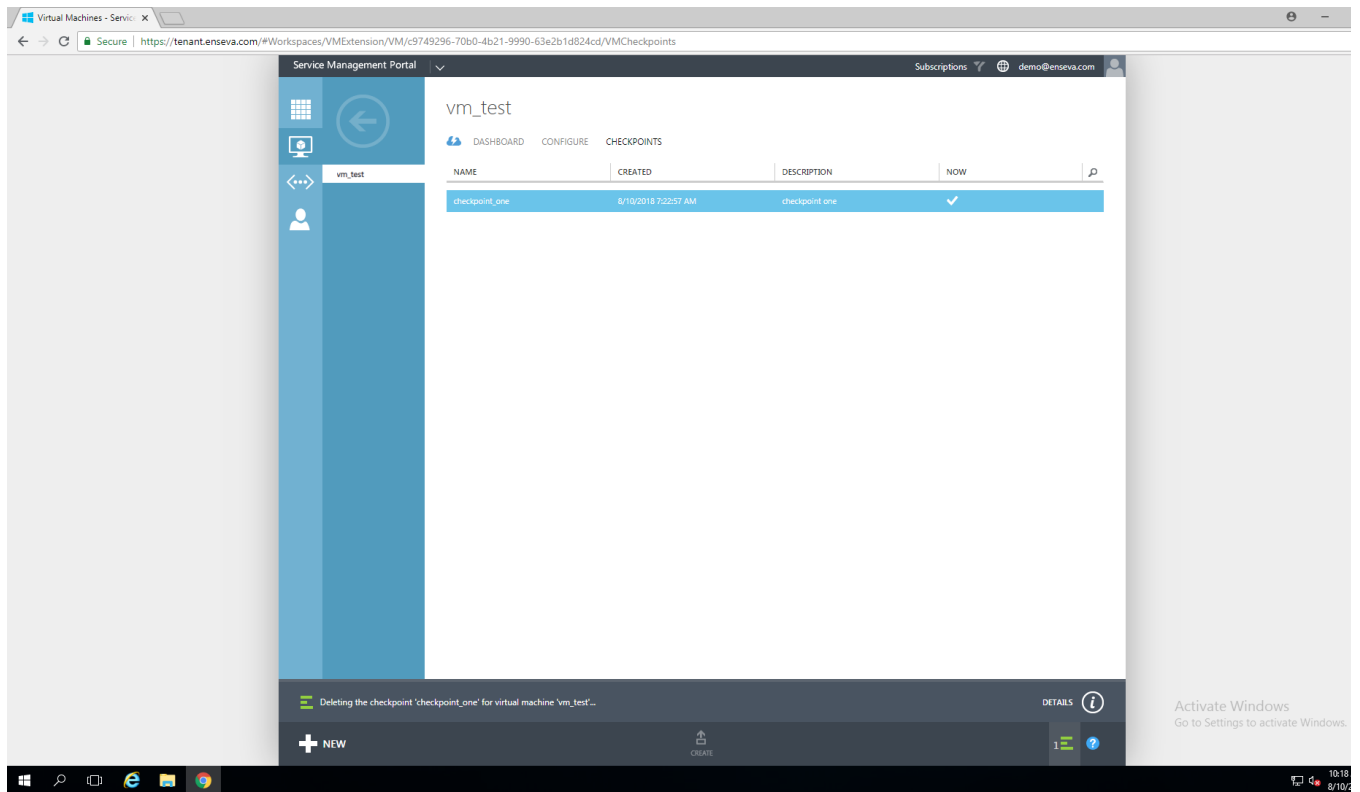 Virtual Machines - Servic
Secure https://tenant.enseva.com/#Workspaces/VMExtension/VM/c9749296-70b0-4b21-9990-63e2b1d824cd/VMCheckpoints
Service Management Portal
Subscriptions
demo@enseva.com
vm_test
DASHBOARD CONFIGURE CHECKPOINTS
vm_test
NAME CREATED DESCRIPTION NOW
checkpoint_one 8/10/2018 7:22:57 AM checkpoint one
Deleting the checkpoint 'checkpoint_one' for virtual machine 'vm_test'...
DETAILS
NEW
CREATE
1
Activate Windows
Go to Settings to activate Windows.
10:18
8/10/2